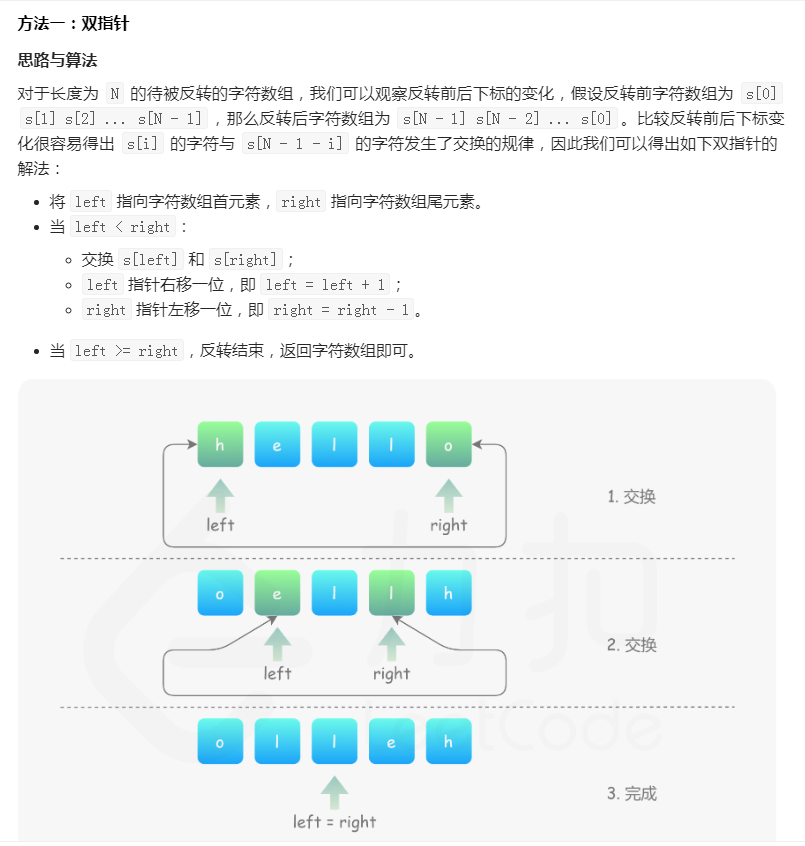 方法一：双指针
思路与算法
对于长度为 N 的待被反转的字符数组，我们可以观察反转前后下标的变化，假设反转前字符数组为 s[0]
s[1] s[2] ... s[N - 1] ，那么反转后字符数组为 s[N - 1] s[N - 2] ... s[0] 。比较反转前后下标变
化很容易得出 s[i] 的字符与 s[N - 1 - i] 的字符发生了交换的规律，因此我们可以得出如下双指针的
解法：
• 将 left 指向字符数组首元素，right 指向字符数组尾元素。
• 当 left < right：
◦ 交换 s[left] 和 s[right]；
◦ left 指针右移一位，即 left = left + 1；
◦ right 指针左移一位，即 right = right - 1。
• 当 left >= right，反转结束，返回字符数组即可。
h e l l o
left right
1. 交换
o e l l h
left right
2. 交换
o l l e h
left = right
3. 完成
力扣
LeetCode